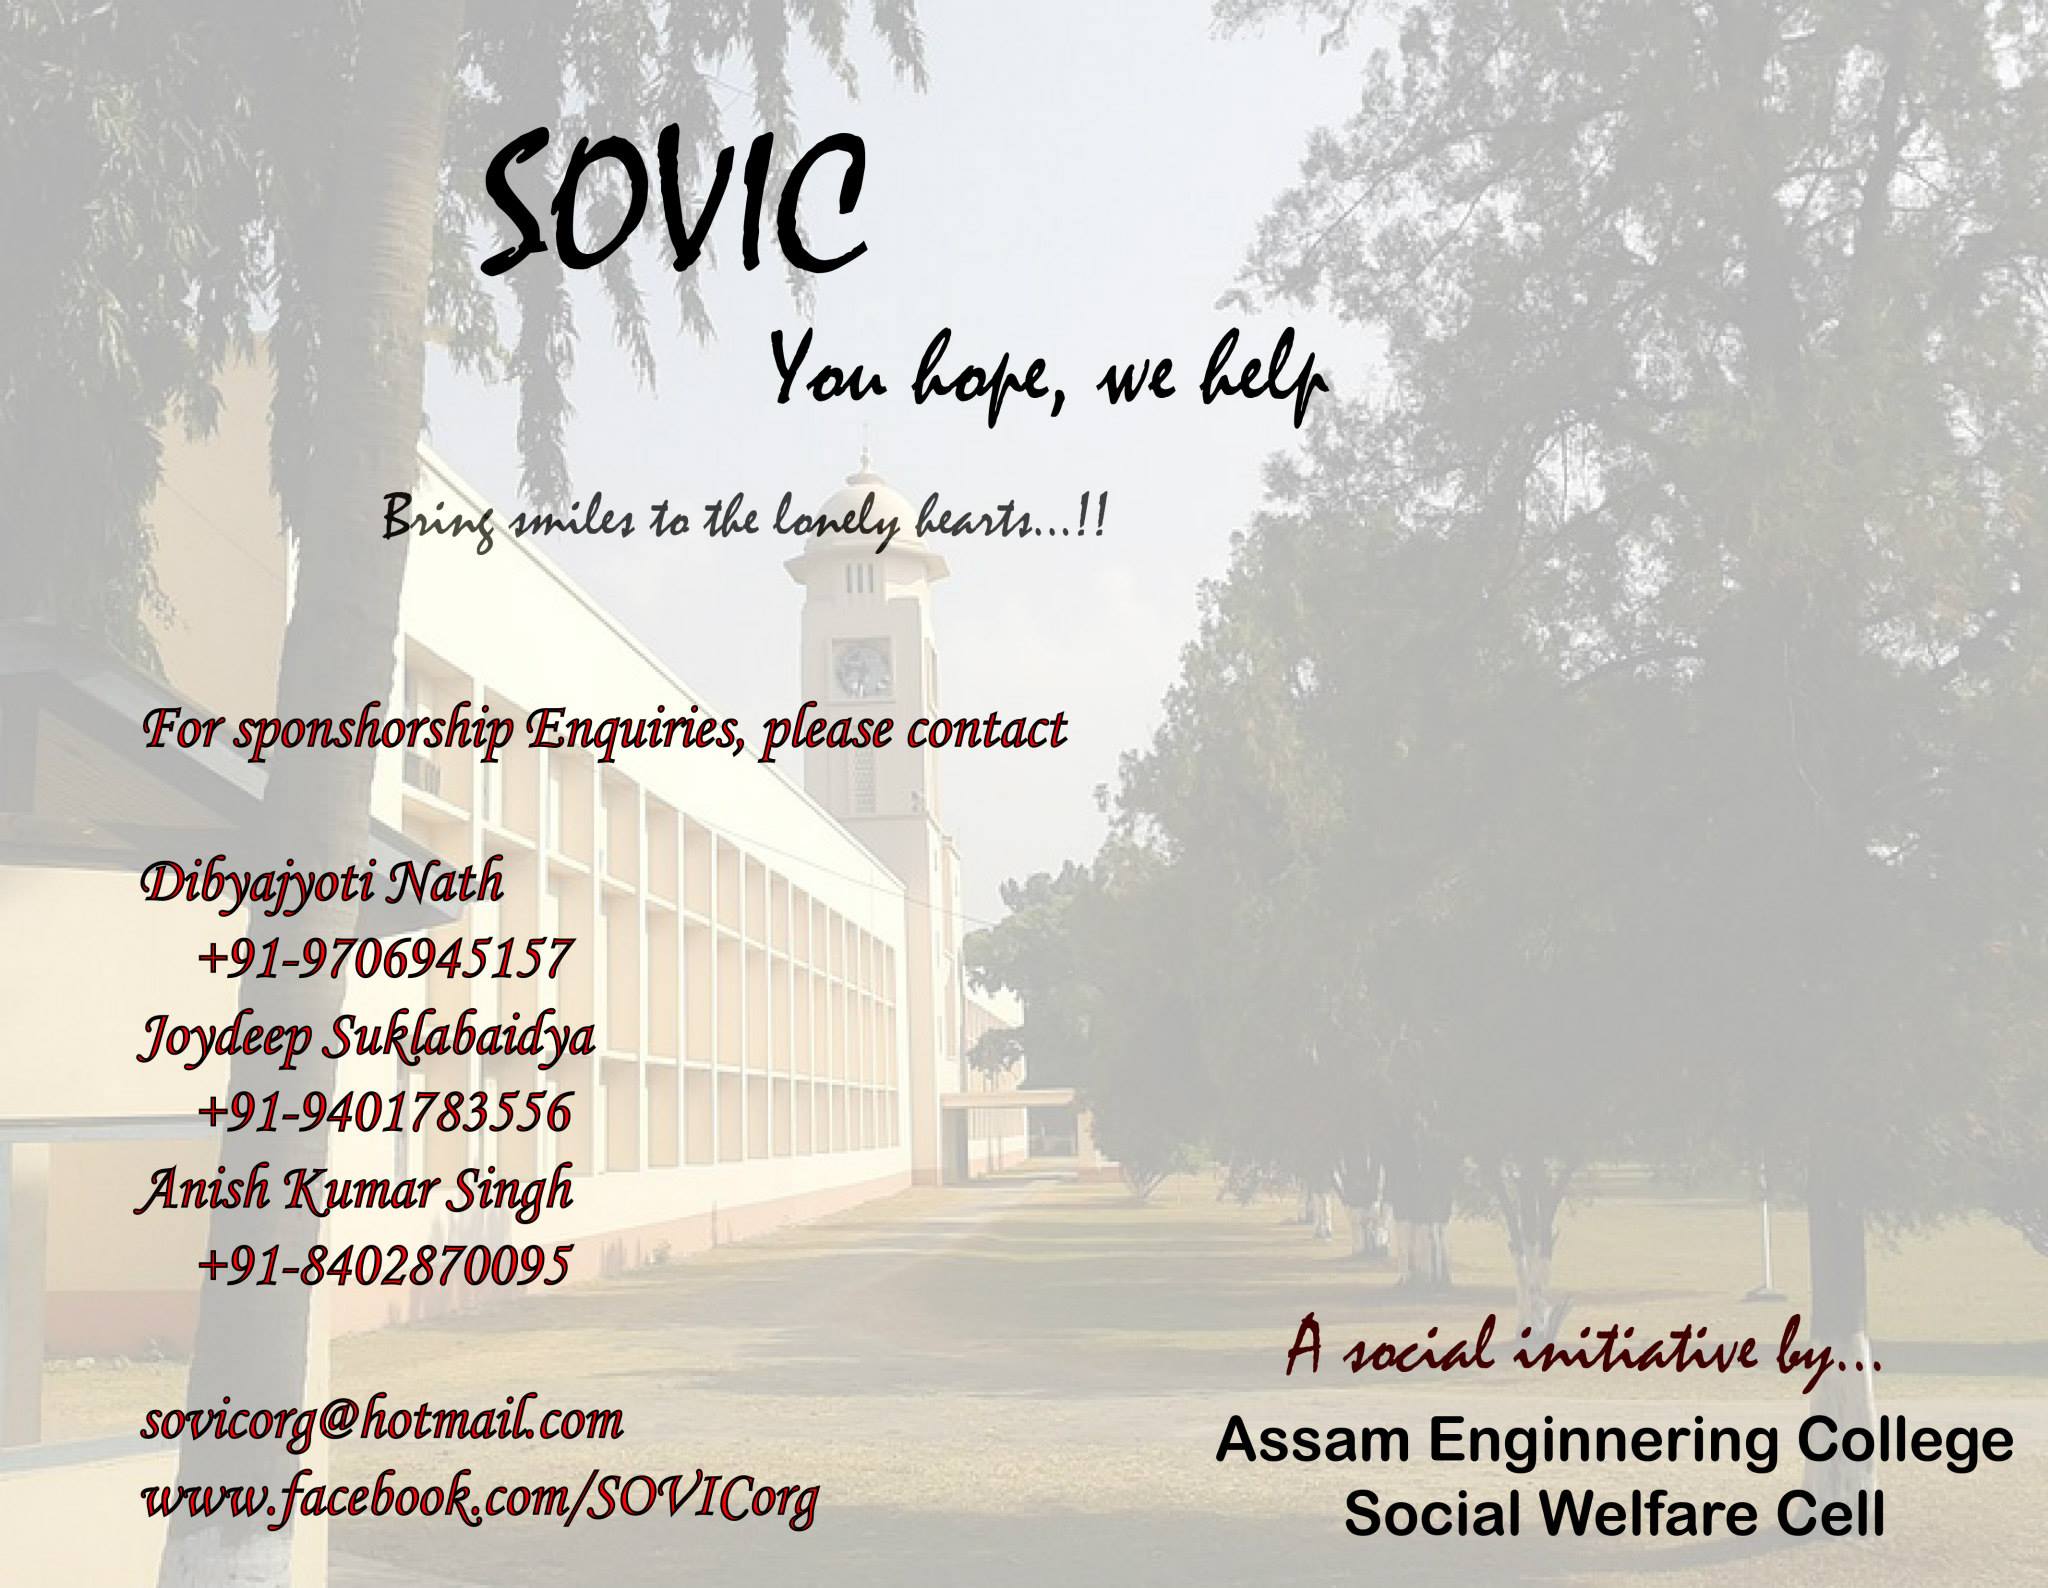 SOVIC
You hope, we help
Bring smiles to the lonely hearts...!!
For sponshorship Enquiries, please contact
Dibyajyoti Nath
+91-9706945157
Joydeep Suklabaidya
+91-9401783556
Anish Kumar Singh
+91-8402870095
sovicorg@hotmail.com
www.facebook.com/SOVICorg
A social initiative by...
Assam Enginnering College
Social Welfare Cell